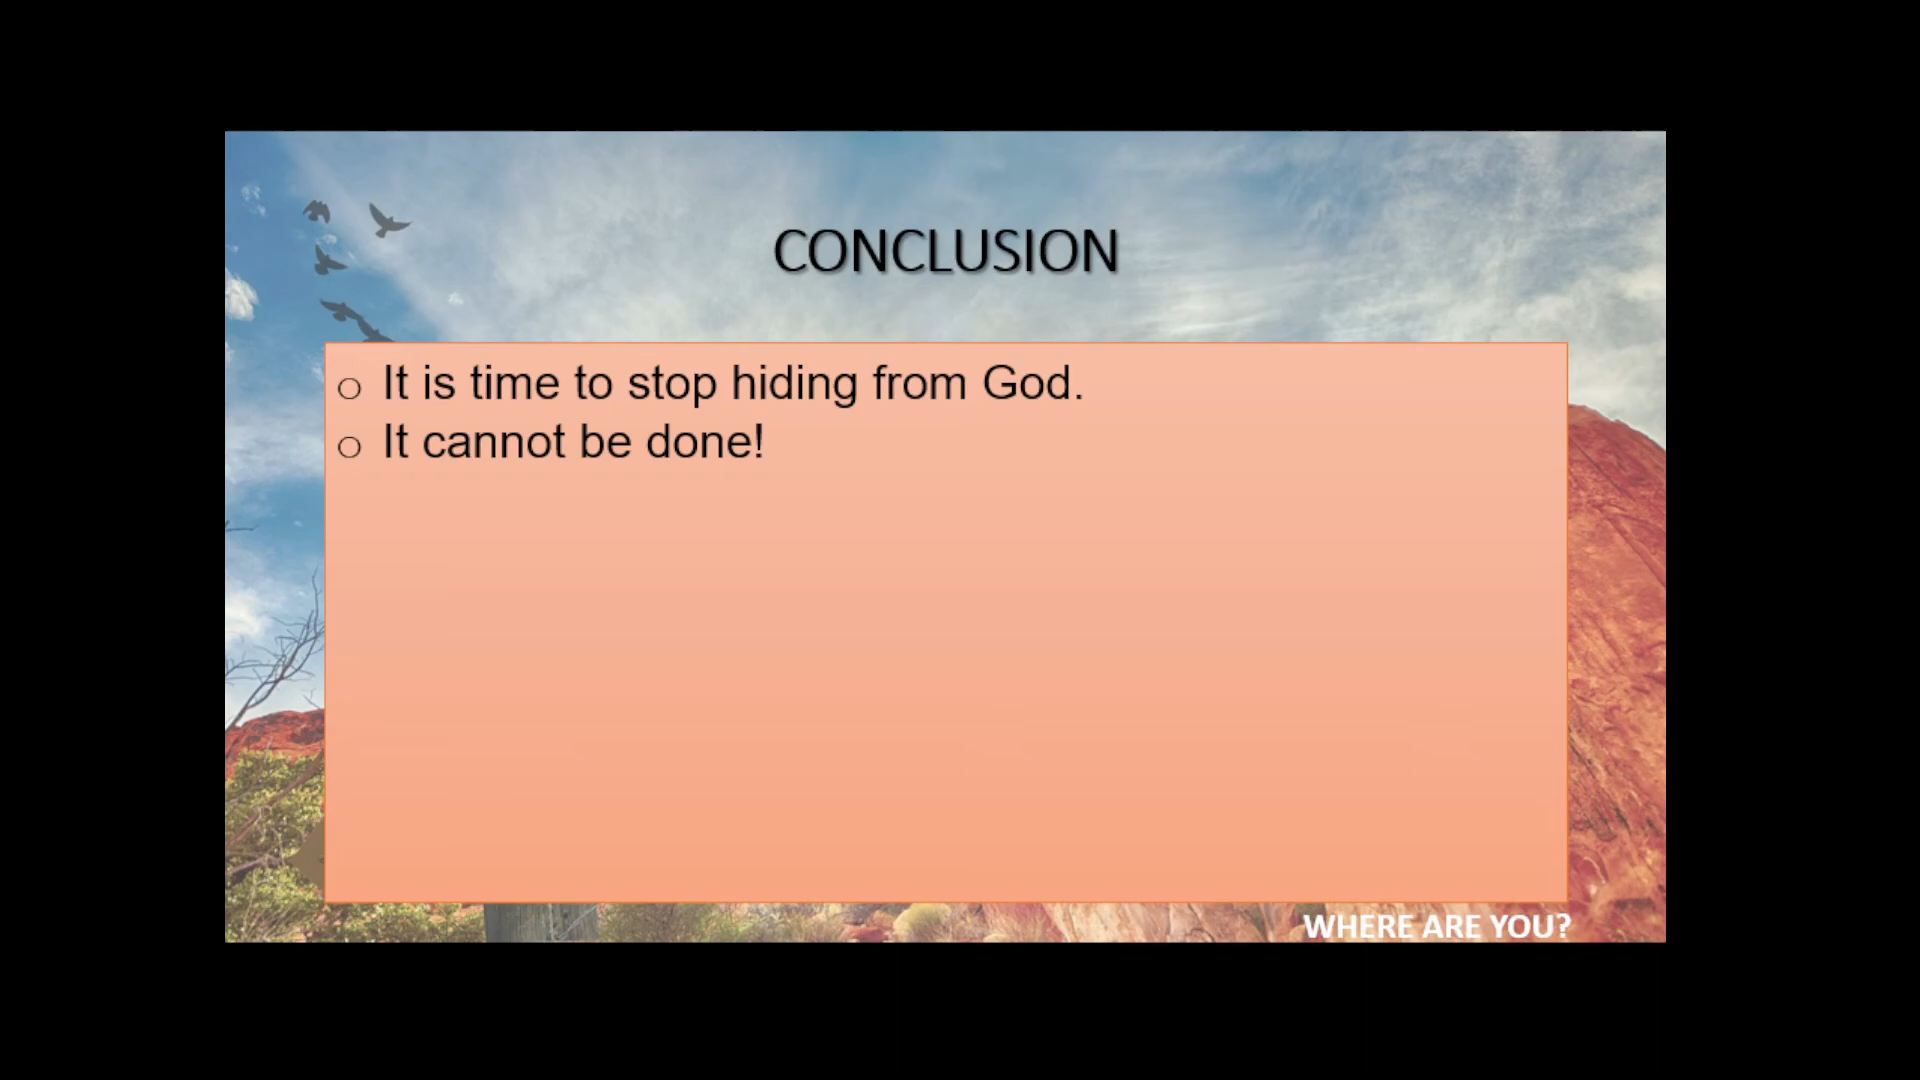 CONCLUSION
o It is time to stop hiding from God.
o It cannot be done!
WHERE ARE YOU?